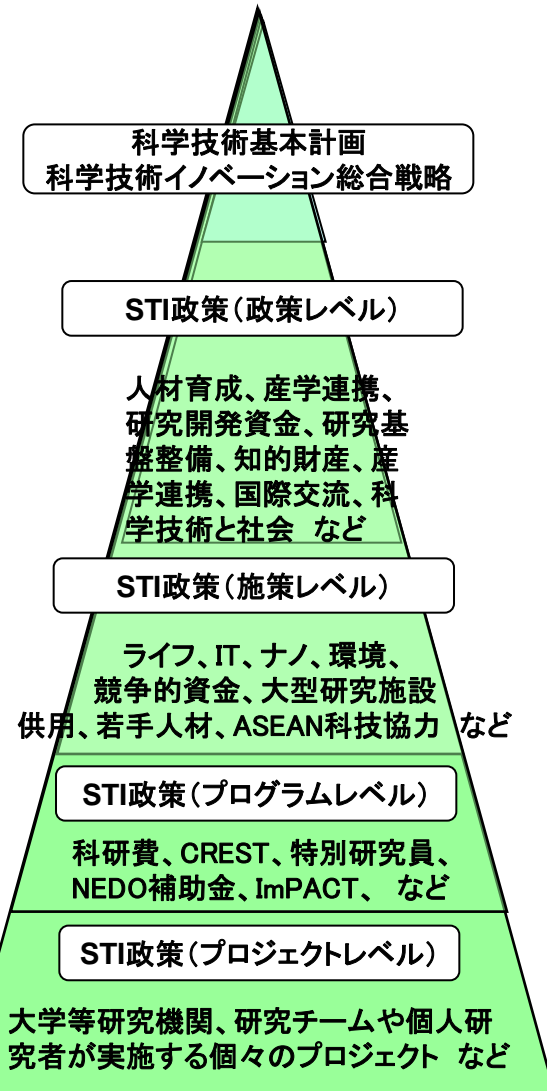 科学技術基本計画
科学技術イノベーション総合戦略
STI政策（政策レベル）
人材育成、産学連携、
研究開発資金、研究基
盤整備、知的財産、産
学連携、国際交流、科
学技術と社会　など
STI政策（施策レベル）
ライフ、IT、ナノ、環境、
競争的資金、大型研究施設
供用、若手人材、ASEAN科技協力　など
STI政策（プログラムレベル）
科研費、CREST、特別研究員、
NEDO補助金、ImPACT、　など
STI政策（プロジェクトレベル）
大学等研究機関、研究チームや個人研
究者が実施する個々のプロジェクト　など